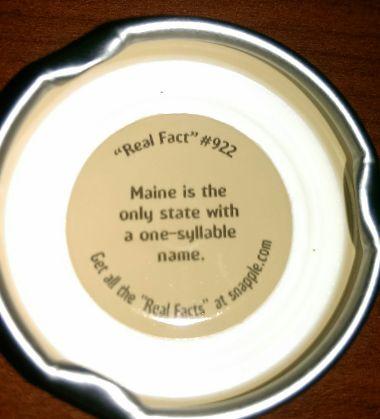 "Real Fact" #922
Maine is the
only state with
a one-syllable
name.
Get all the "Real Facts" at snapple.com